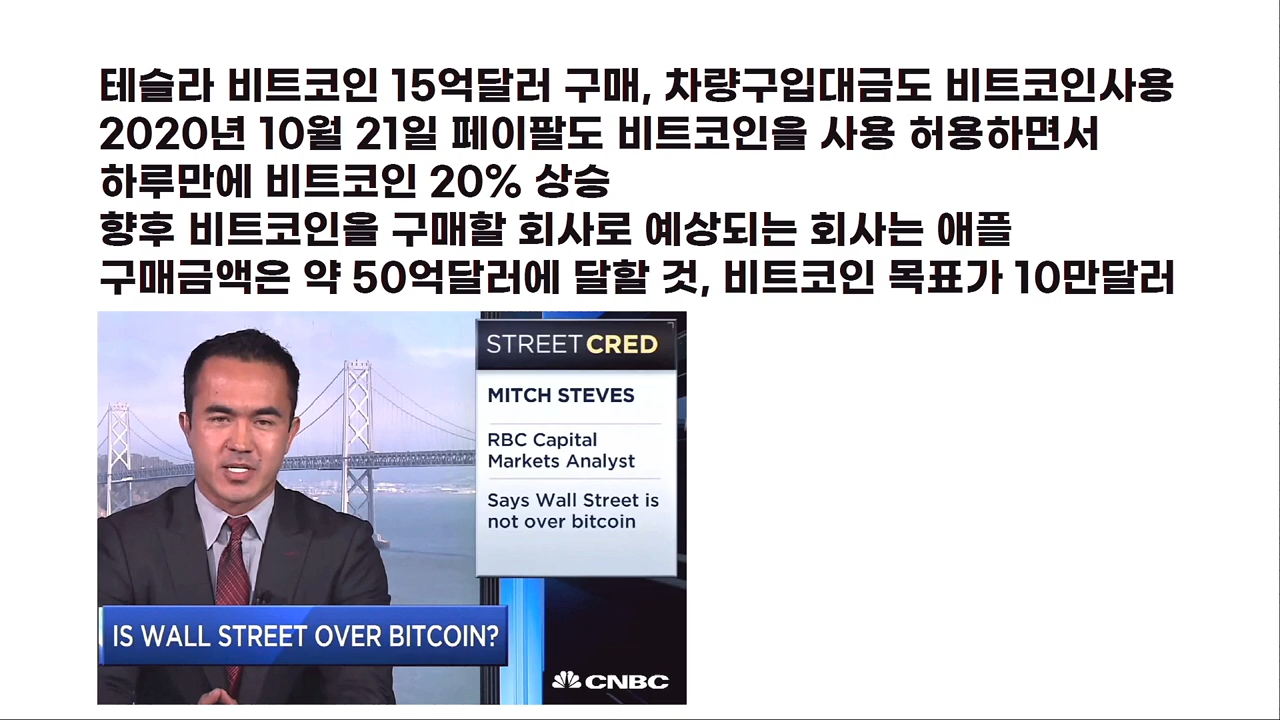 테슬라 비트코인 15억달러 구매, 차량구입대금도 비트코인사용
2020년 10월 21일 페이팔도 비트코인을 사용 허용하면서
하루만에 비트코인 20% 상승
향후 비트코인을 구매할 회사로 예상되는 회사는 애플
구매금액은 약 50억달러에 달할 것, 비트코인 목표가 10만달러
STREET CRED
MITCH STEVES
RBC Capital
Markets Analyst
Says Wall Street is
not over bitcoin
IS WALL STREET OVER BITCOIN?
CNBC